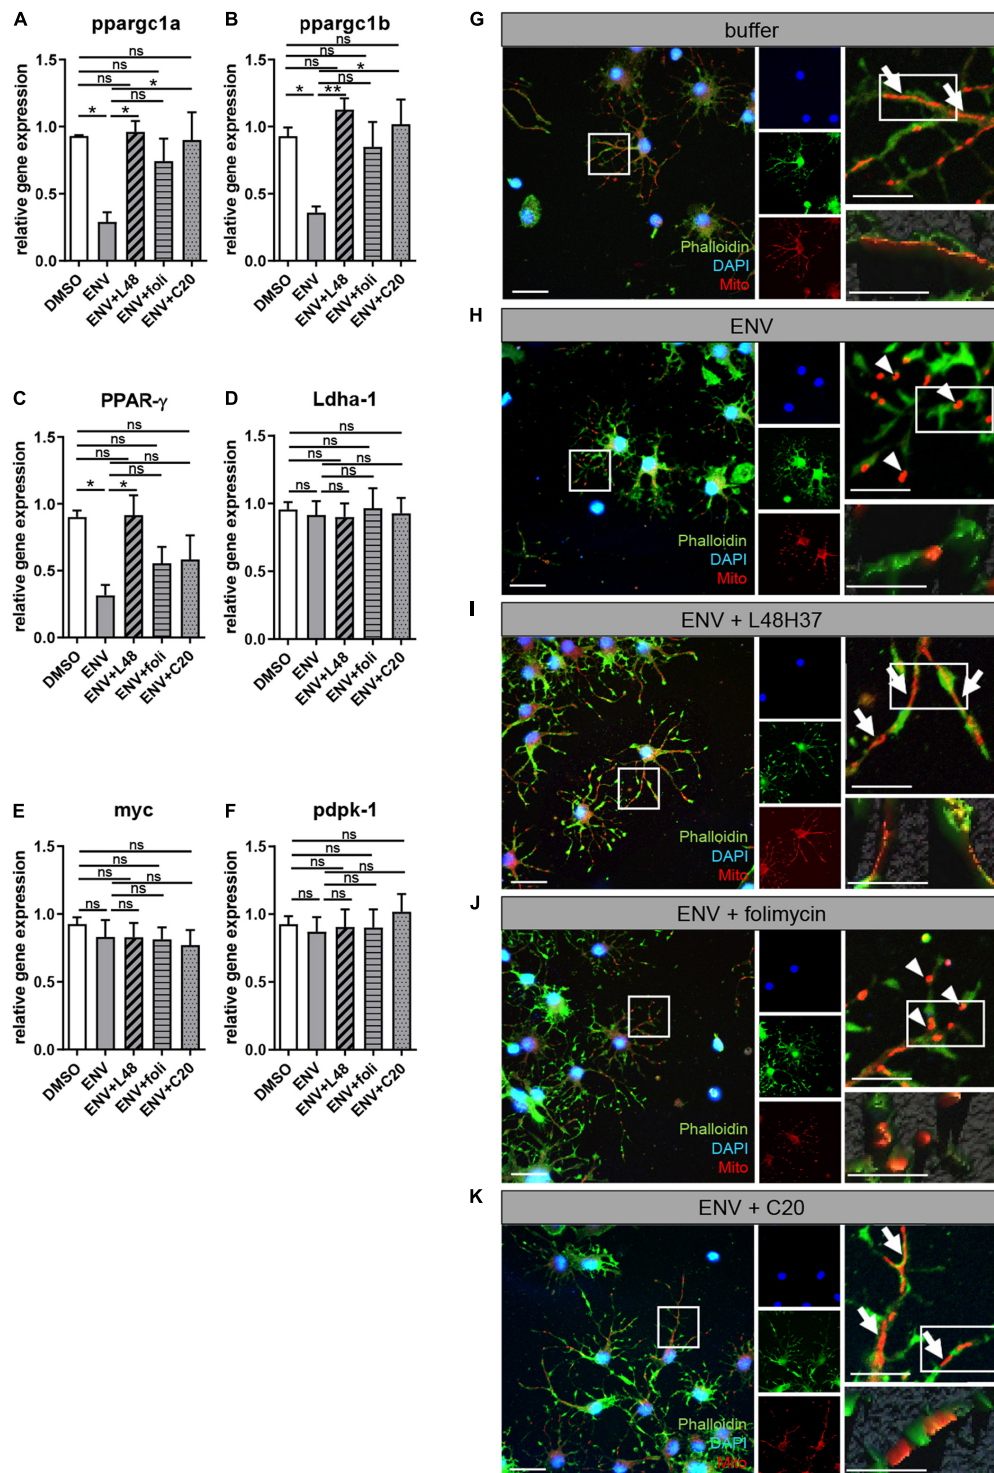 A
ppargc1a
relative gene expression
1.5
1.0
0.5
0.0
ns
ns
ns
*
ns
*
*
DMSO
ENV
ENV+L48
ENV+foli
ENV+C20
B
ppargc1b
relative gene expression
1.5
1.0
0.5
0.0
ns
ns
ns
*
ns
*
**
DMSO
ENV
ENV+L48
ENV+foli
ENV+C20
C
PPAR-γ
relative gene expression
1.5
1.0
0.5
0.0
ns
ns
ns
ns
ns
*
*
DMSO
ENV
ENV+L48
ENV+foli
ENV+C20
D
Ldha-1
relative gene expression
1.5
1.0
0.5
0.0
ns
ns
ns
ns
ns
ns
ns
DMSO
ENV
ENV+L48
ENV+foli
ENV+C20
E
myc
relative gene expression
1.5
1.0
0.5
0.0
ns
ns
ns
ns
ns
ns
ns
DMSO
ENV
ENV+L48
ENV+foli
ENV+C20
F
pdpk-1
relative gene expression
1.5
1.0
0.5
0.0
ns
ns
ns
ns
ns
ns
ns
DMSO
ENV
ENV+L48
ENV+foli
ENV+C20
G
buffer
Phalloidin
DAPI
Mito
H
ENV
Phalloidin
DAPI
Mito
I
ENV + L48H37
Phalloidin
DAPI
Mito
J
ENV + folimycin
Phalloidin
DAPI
Mito
K
ENV + C20
Phalloidin
DAPI
Mito